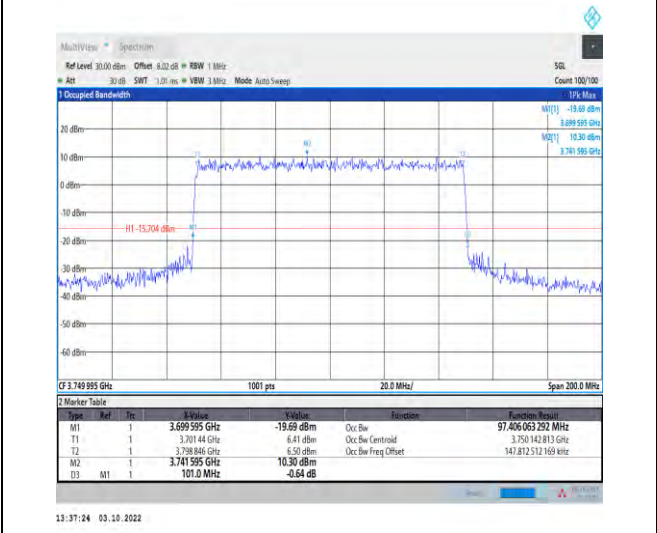 MultiView Spectrum
Ref Level 30.00 dBm Offset 8.02 dB RBW 1 MHz SGL
Att 30 dB SWT 1.01 ms VBW 3 MHz Mode Auto Sweep Count 100/100
1 Occupied Bandwidth 1Pk Max
M1[1] -19.69 dBm
3.699 595 GHz
M2[1] 10.30 dBm
3.741 595 GHz
20 dBm
M2
T1 T2
10 dBm
0 dBm
-10 dBm
H1 -15.704 dBm M1
-20 dBm
D3
-30 dBm
-40 dBm
-50 dBm
-60 dBm
CF 3.749 995 GHz 1001 pts 20.0 MHz/ Span 200.0 MHz
2 Marker Table
Type Ref Trc X-Value Y-Value Function Function Result
M1 1 3.699 595 GHz -19.69 dBm Occ Bw 97.406 063 292 MHz
T1 1 3.701 44 GHz 6.41 dBm Occ Bw Centroid 3.750 142 813 GHz
T2 1 3.798 846 GHz 6.50 dBm Occ Bw Freq Offset 147.812 512 169 kHz
M2 1 3.741 595 GHz 10.30 dBm
D3 M1 1 101.0 MHz -0.64 dB
13:37:24 03.10.2022